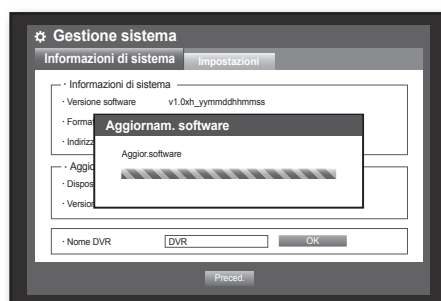 Gestione sistema
Informazioni di sistema
Impostazioni
· Informazioni di sistema
· Versione software v1.0xh_yymmddhhmmss
Aggiornam. software
Aggior.software
· Nome DVR DVR OK
Preced.